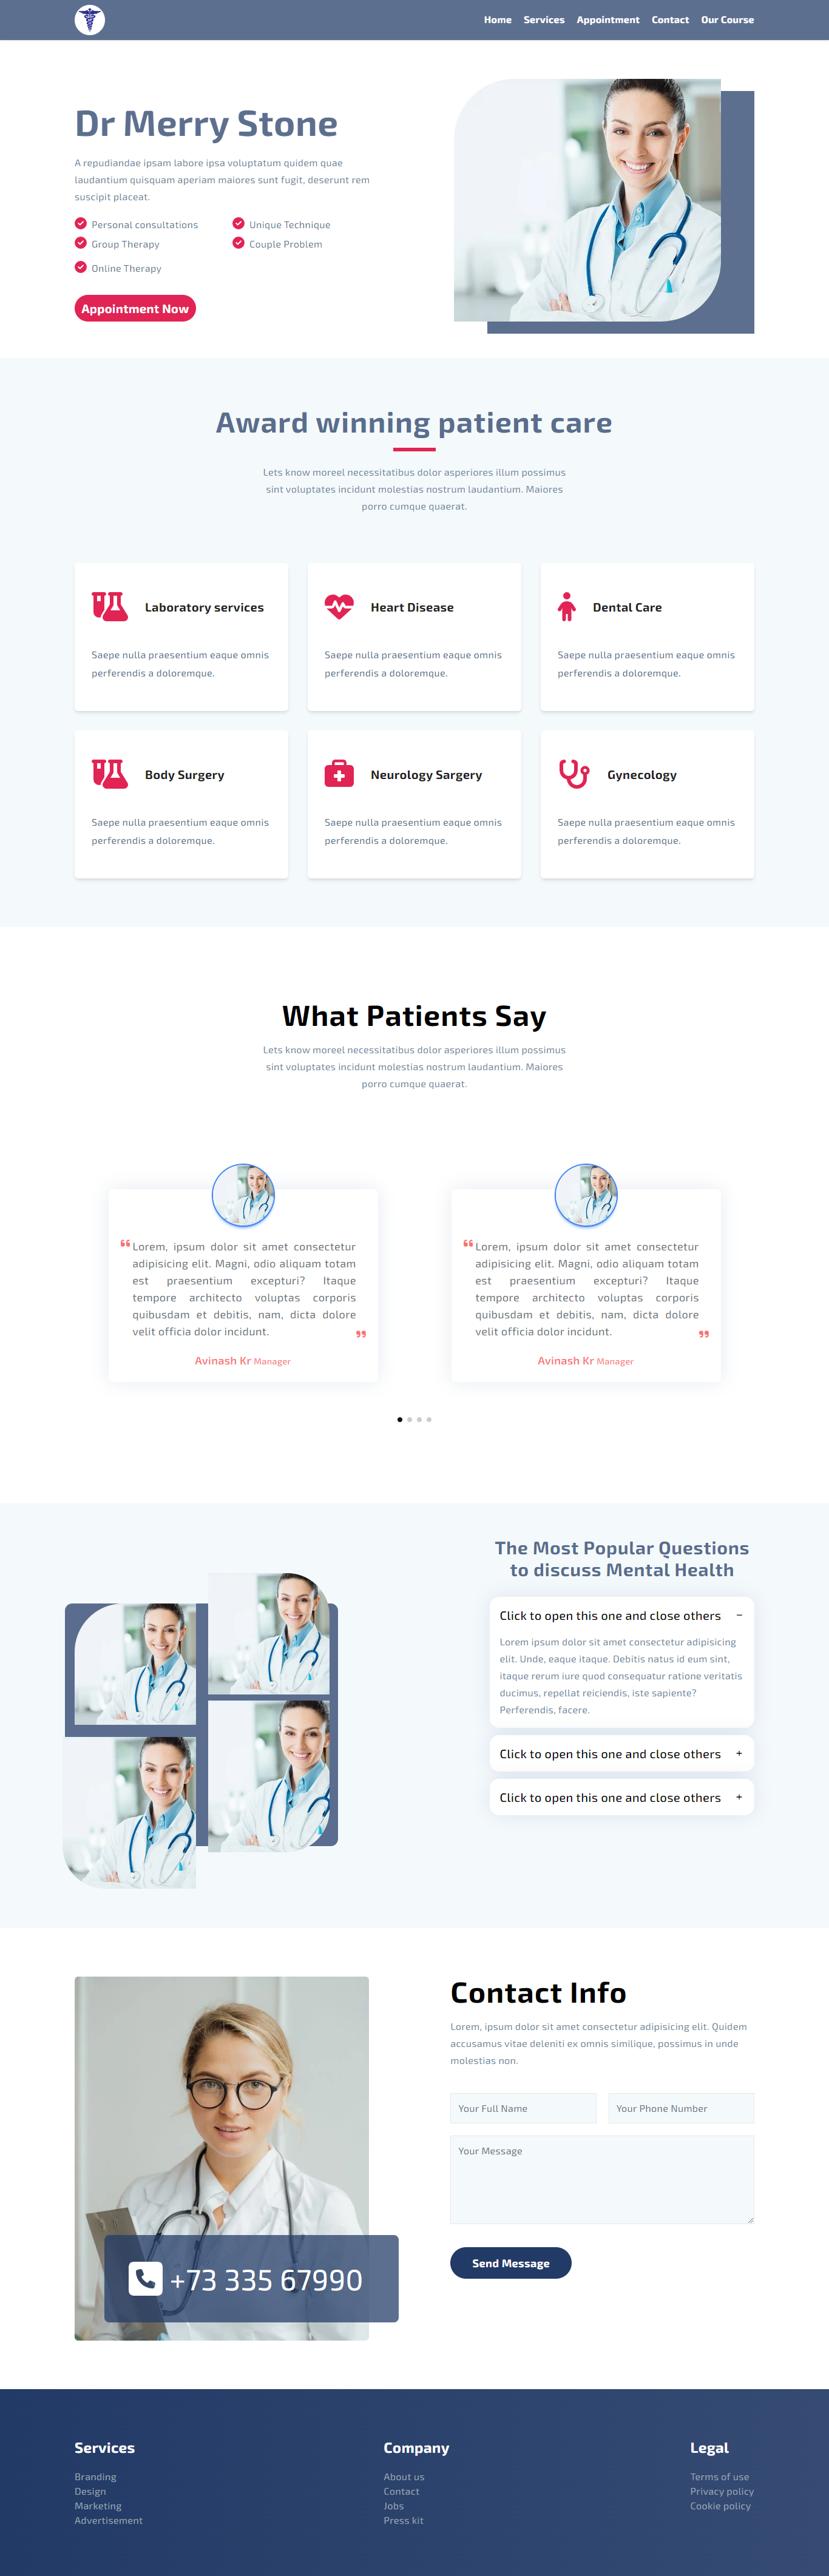 Home Services Appointment Contact Our Course
Dr Merry Stone
A repudiandae ipsam labore ipsa voluptatum quidem quae
laudantium quisquam aperiam maiores sunt fugit, deserunt rem
suscipit placeat.
Personal consultations
Unique Technique
Group Therapy
Couple Problem
Online Therapy
Appointment Now
Award winning patient care
Lets know moreel necessitatibus dolor asperiores illum possimus
sint voluptates incidunt molestias nostrum laudantium. Maiores
porro cumque quaerat.
Laboratory services
Saepe nulla praesentium eaque omnis
perferendis a doloremque.
Heart Disease
Saepe nulla praesentium eaque omnis
perferendis a doloremque.
Dental Care
Saepe nulla praesentium eaque omnis
perferendis a doloremque.
Body Surgery
Saepe nulla praesentium eaque omnis
perferendis a doloremque.
Neurology Sargery
Saepe nulla praesentium eaque omnis
perferendis a doloremque.
Gynecology
Saepe nulla praesentium eaque omnis
perferendis a doloremque.
What Patients Say
Lets know moreel necessitatibus dolor asperiores illum possimus
sint voluptates incidunt molestias nostrum laudantium. Maiores
porro cumque quaerat.
Lorem, ipsum dolor sit amet consectetur
adipisicing elit. Magni, odio aliquam totam
est praesentium excepturi? Itaque
tempore architecto voluptas corporis
quibusdam et debitis, nam, dicta dolore
velit officia dolor incidunt.
Avinash Kr Manager
Lorem, ipsum dolor sit amet consectetur
adipisicing elit. Magni, odio aliquam totam
est praesentium excepturi? Itaque
tempore architecto voluptas corporis
quibusdam et debitis, nam, dicta dolore
velit officia dolor incidunt.
Avinash Kr Manager
The Most Popular Questions
to discuss Mental Health
Click to open this one and close others −
Lorem ipsum dolor sit amet consectetur adipisicing
elit. Unde, eaque itaque. Debitis natus id eum sint,
itaque rerum iure quod consequatur ratione veritatis
ducimus, repellat reiciendis, iste sapiente?
Perferendis, facere.
Click to open this one and close others +
Click to open this one and close others +
+73 335 67990
Contact Info
Lorem, ipsum dolor sit amet consectetur adipisicing elit. Quidem
accusamus vitae deleniti ex omnis similique, possimus in unde
molestias non.
Your Full Name
Your Phone Number
Your Message
Send Message
Services
Branding
Design
Marketing
Advertisement
Company
About us
Contact
Jobs
Press kit
Legal
Terms of use
Privacy policy
Cookie policy